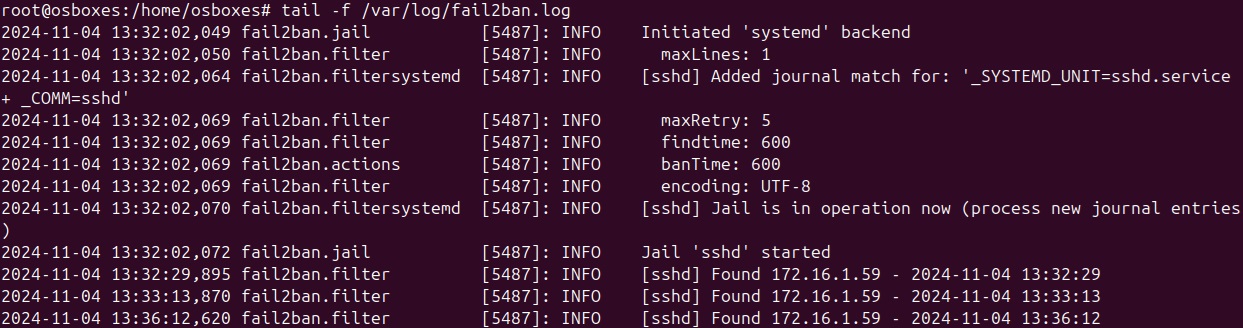 root@osboxes:/home/osboxes# tail -f /var/log/fail2ban.log
2024-11-04 13:32:02,049 fail2ban.jail           [5487]: INFO    Initiated 'systemd' backend
2024-11-04 13:32:02,050 fail2ban.filter         [5487]: INFO      maxLines: 1
2024-11-04 13:32:02,064 fail2ban.filtersystemd  [5487]: INFO    [sshd] Added journal match for: '_SYSTEMD_UNIT=sshd.service
+ _COMM=sshd'
2024-11-04 13:32:02,069 fail2ban.filter         [5487]: INFO      maxRetry: 5
2024-11-04 13:32:02,069 fail2ban.filter         [5487]: INFO      findtime: 600
2024-11-04 13:32:02,069 fail2ban.actions        [5487]: INFO      banTime: 600
2024-11-04 13:32:02,069 fail2ban.filter         [5487]: INFO      encoding: UTF-8
2024-11-04 13:32:02,070 fail2ban.filtersystemd  [5487]: INFO    [sshd] Jail is in operation now (process new journal entries
)
2024-11-04 13:32:02,072 fail2ban.jail           [5487]: INFO    Jail 'sshd' started
2024-11-04 13:32:29,895 fail2ban.filter         [5487]: INFO    [sshd] Found 172.16.1.59 - 2024-11-04 13:32:29
2024-11-04 13:33:13,870 fail2ban.filter         [5487]: INFO    [sshd] Found 172.16.1.59 - 2024-11-04 13:33:13
2024-11-04 13:36:12,620 fail2ban.filter         [5487]: INFO    [sshd] Found 172.16.1.59 - 2024-11-04 13:36:12